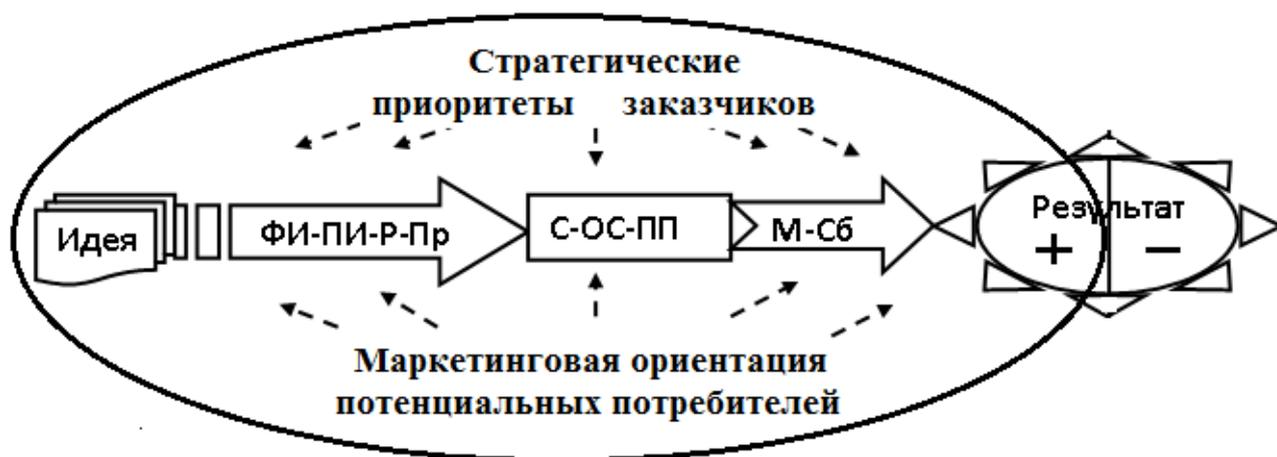 Стратегические
приоритеты заказчиков
Идея
ФИ-ПИ-Р-Пр
С-ОС-ПП
М-Сб
Результат
+ −
Маркетинговая ориентация
потенциальных потребителей